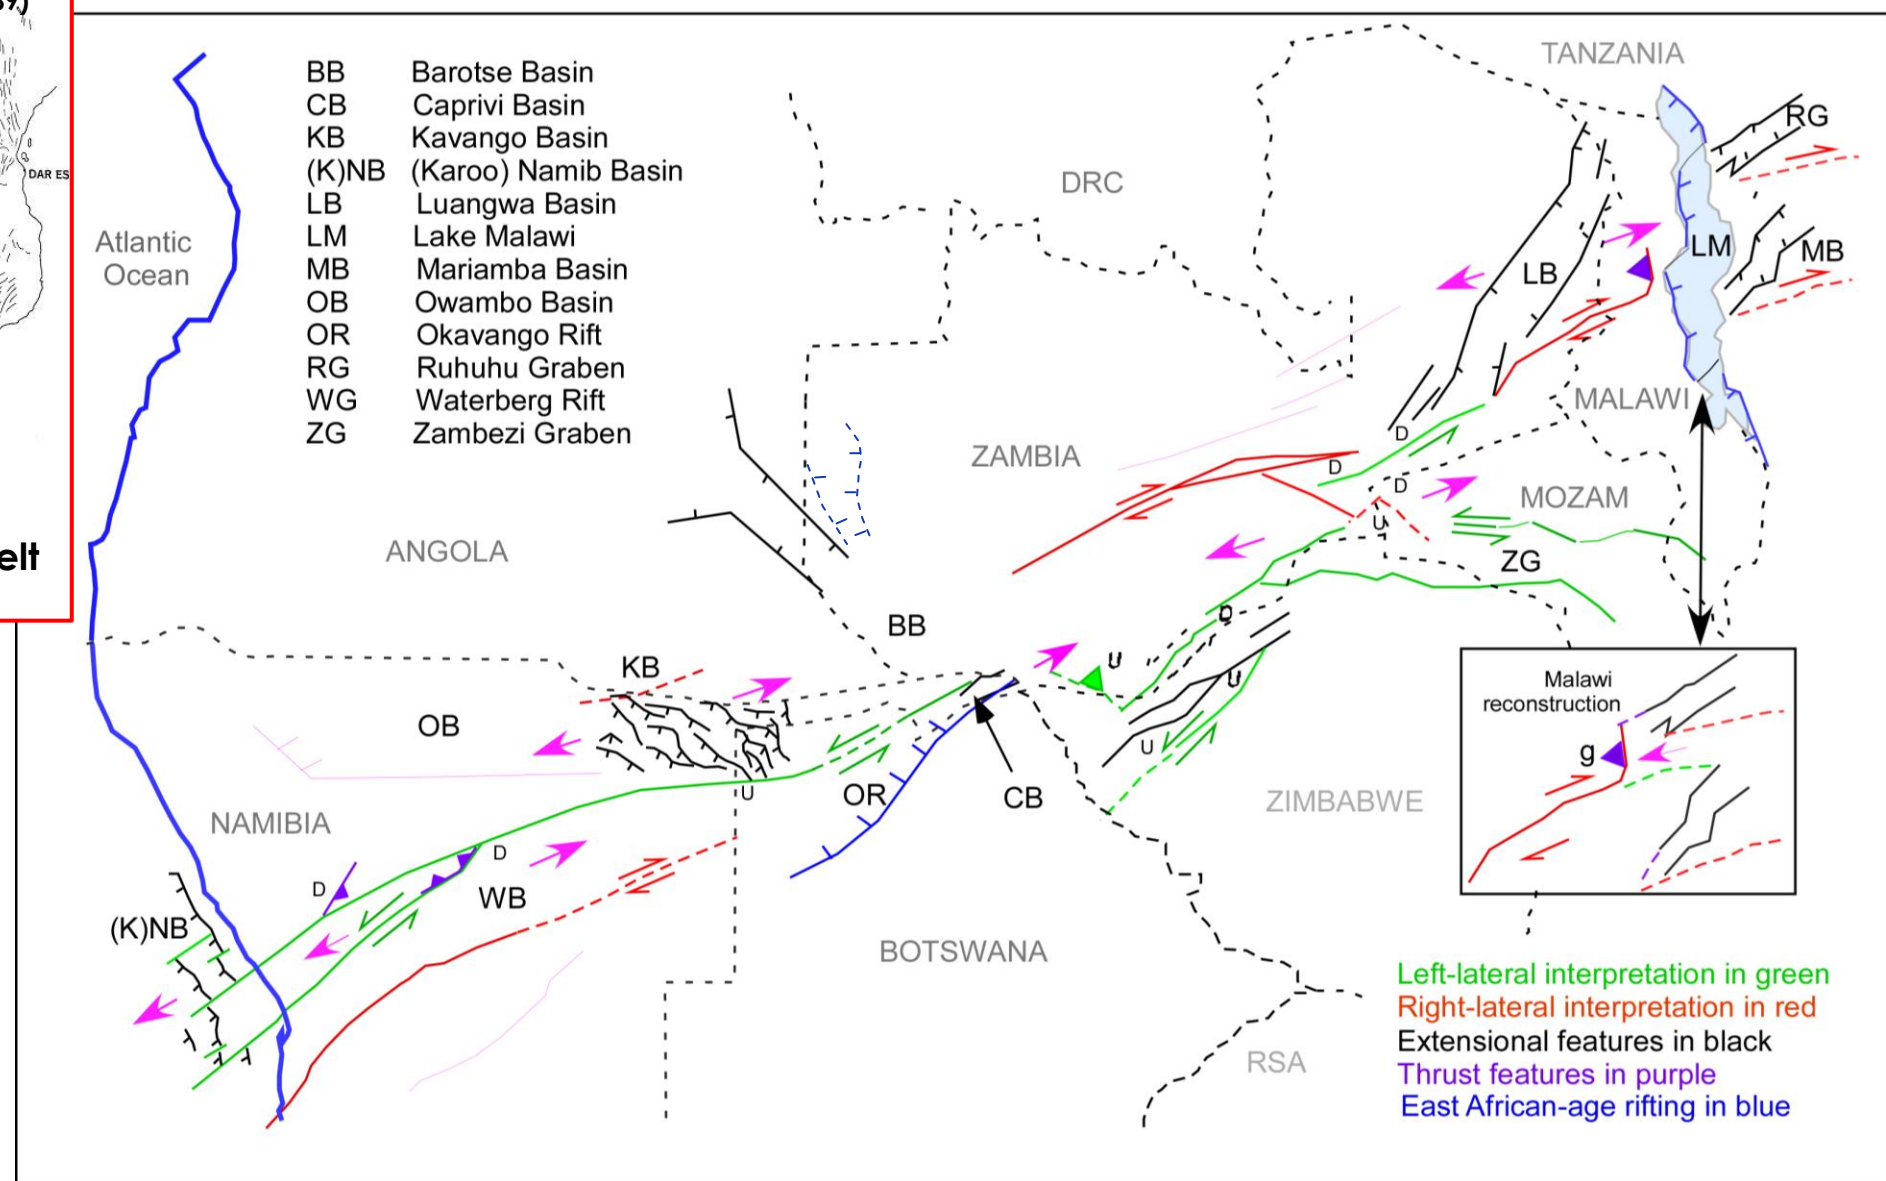 DAR ES
elt
BB Barotse Basin
CB Caprivi Basin
KB Kavango Basin
(K)NB (Karoo) Namib Basin
LB Luangwa Basin
LM Lake Malawi
MB Mariamba Basin
OB Owambo Basin
OR Okavango Rift
RG Ruhuhu Graben
WG Waterberg Rift
ZG Zambezi Graben
Atlantic
Ocean
TANZANIA
RG
DRC
LM
MB
LB
MALAWI
ZAMBIA
D
D
D
MOZAM
U
ANGOLA
ZG
BB
D
U
KB
U
OB
U
U
OR
CB
ZIMBABWE
NAMIBIA
D
D
WB
(K)NB
BOTSWANA
RSA
Malawi
reconstruction
g
Left-lateral interpretation in green
Right-lateral interpretation in red
Extensional features in black
Thrust features in purple
East African-age rifting in blue